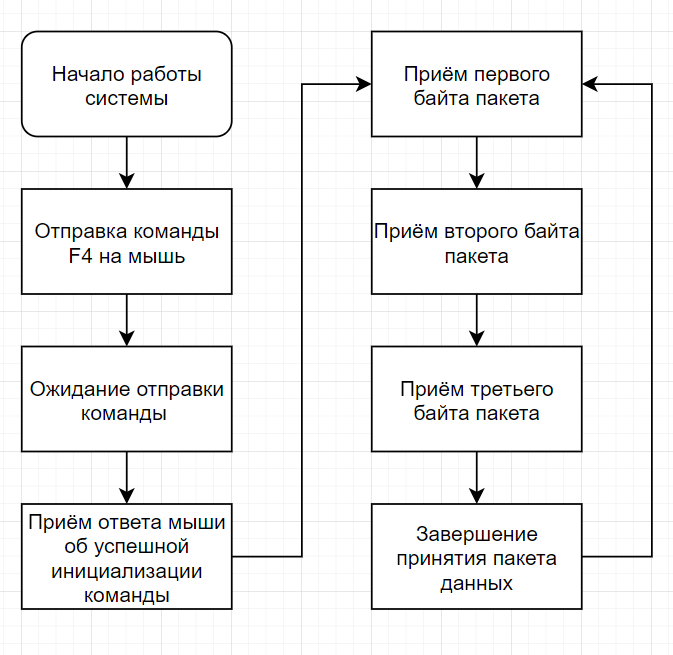 Начало работы
системы
Отправка команды
F4 на мышь
Ожидание отправки
команды
Приём ответа мыши
об успешной
инициализации
команды
Приём первого
байта пакета
Приём второго байта
пакета
Приём третьего
байта пакета
Завершение
принятия пакета
данных